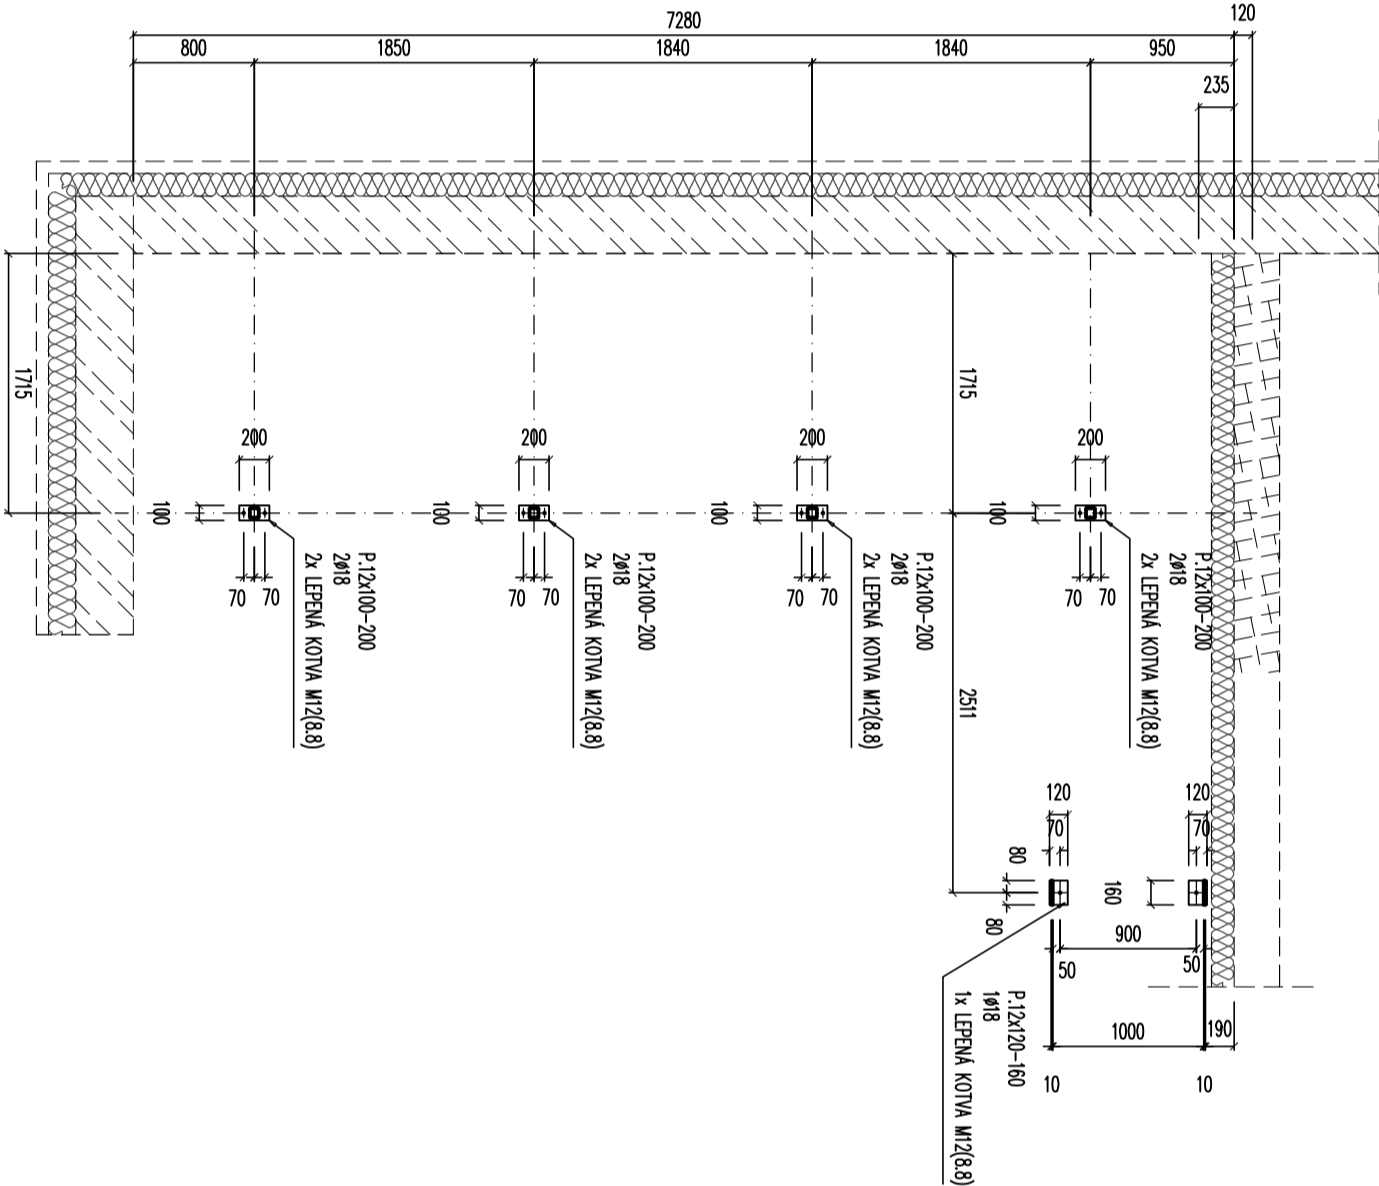 7280
120
800
1850
1840
1840
950
235
1715
1715
200
200
200
200
100
100
100
100
70 70
70 70
70 70
70 70
P.12x100-200
2ø18
2x LEPENÁ KOTVA M12(8.8)
P.12x100-200
2ø18
2x LEPENÁ KOTVA M12(8.8)
P.12x100-200
2ø18
2x LEPENÁ KOTVA M12(8.8)
P.12x100-200
2ø18
2x LEPENÁ KOTVA M12(8.8)
2511
120
120
70
70
80
160
80
900
50
50
P.12x120-160
1ø18
1x LEPENÁ KOTVA M12(8.8)
1000
190
10
10